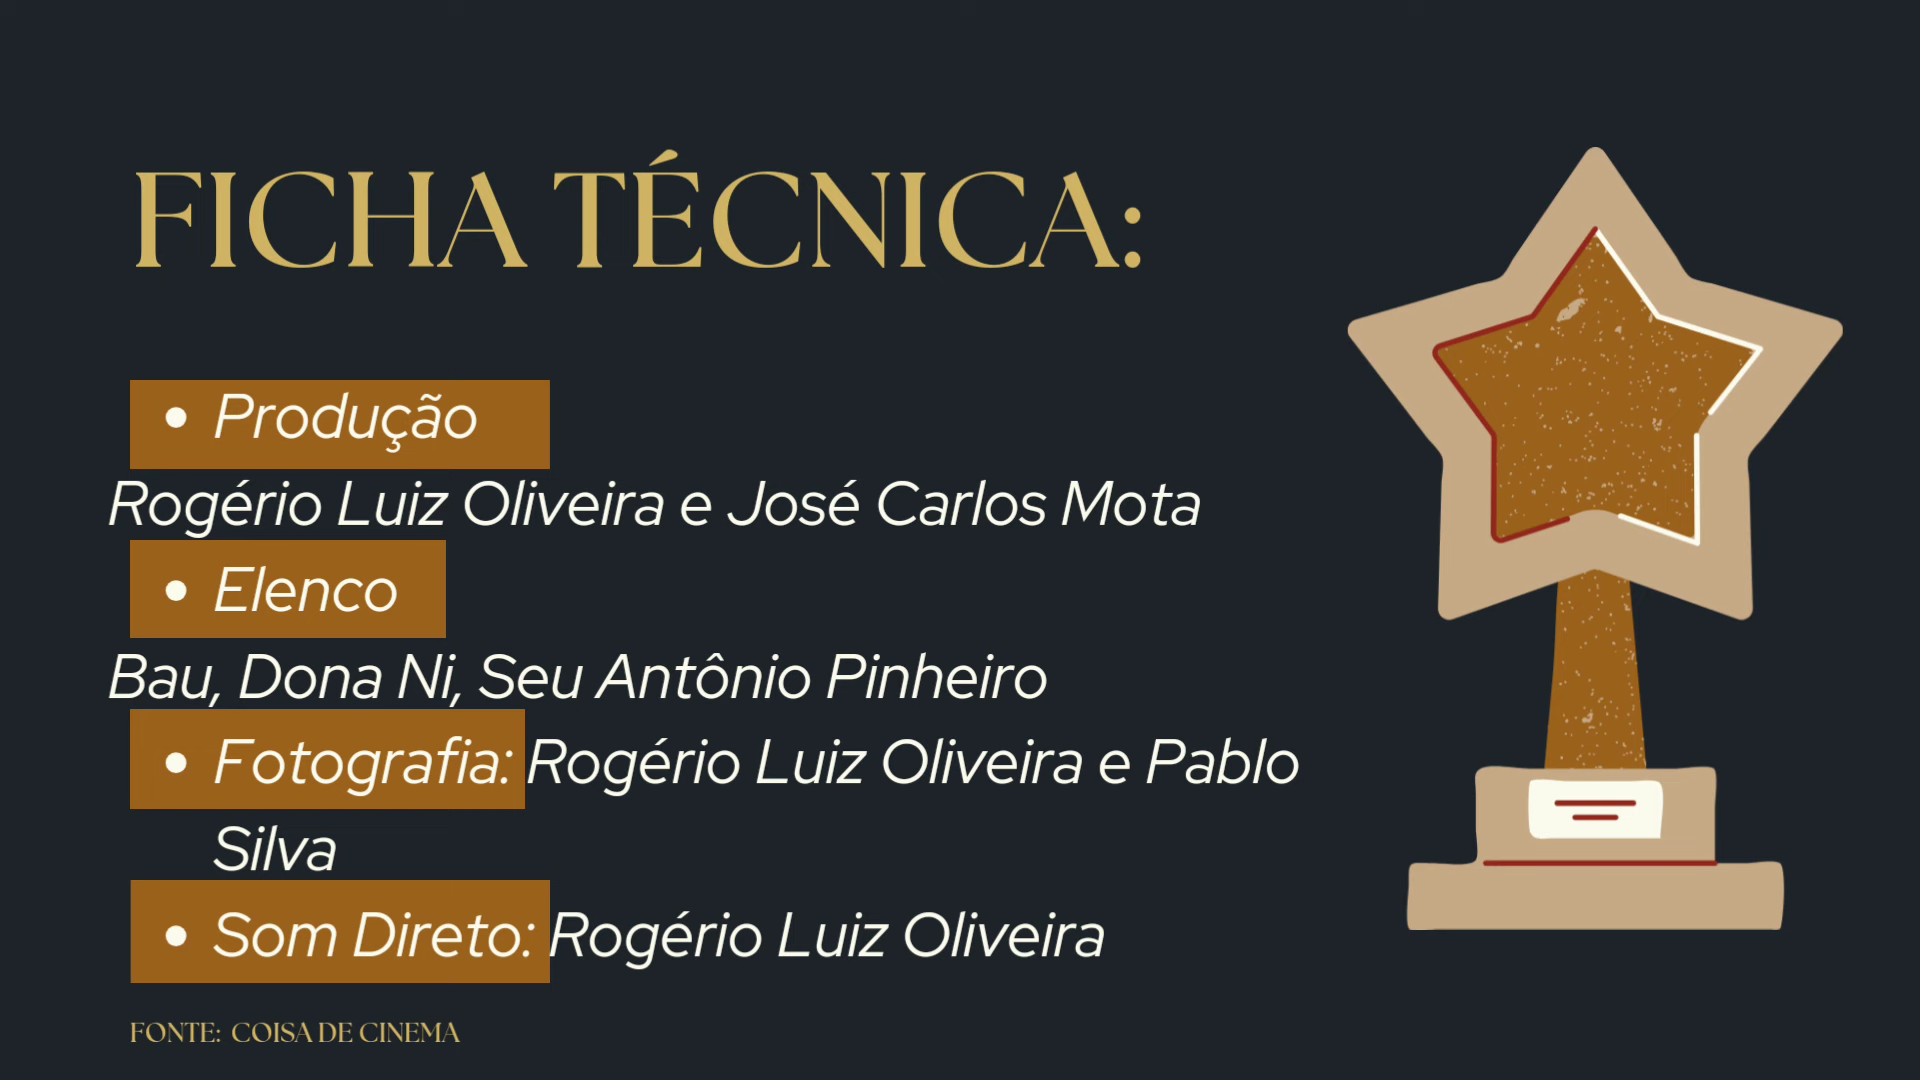 FICHA TÉCNICA:
• Produção
Rogério Luiz Oliveira e José Carlos Mota
• Elenco
Bau, Dona Ni, Seu Antônio Pinheiro
• Fotografia: Rogério Luiz Oliveira e Pablo
Silva
• Som Direto: Rogério Luiz Oliveira
FONTE: COISA DE CINEMA